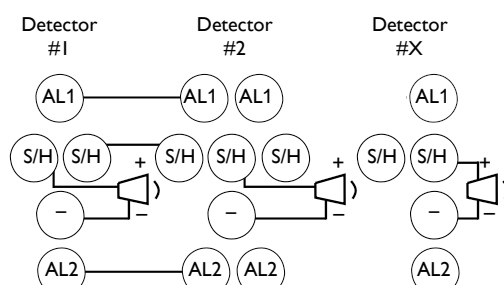 Detector Detector Detector
#1 #2 #X
AL1 AL1 AL1 AL1
S/H S/H S/H S/H S/H S/H S/H
+ + +
– – –
– – –
AL2 AL2 AL2 AL2